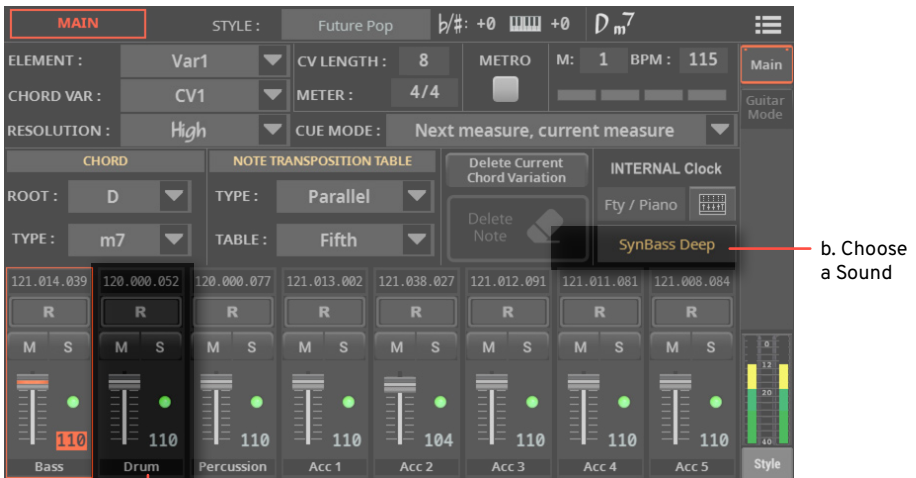 MAIN STYLE : Future Pop ♭/♯: +0 +0 D m7
ELEMENT : Var1 CV LENGTH : 8 METRO M: 1 BPM : 115 Main
CHORD VAR : CV1 METER : 4/4 Guitar Mode
RESOLUTION : High CUE MODE : Next measure, current measure
CHORD NOTE TRANSPOSITION TABLE Delete Current Chord Variation INTERNAL Clock
ROOT : D TYPE : Parallel Delete Note Fty / Piano
TYPE : m7 TABLE : Fifth SynBass Deep
b. Choose
a Sound
121.014.039 120.000.052 120.000.077 121.013.002 121.038.027 121.012.091 121.011.081 121.008.084
R R R R R R R R
M S M S M S M S M S M S M S M S 0
12
20
110 110 110 110 104 110 110 110 40
Bass Drum Percussion Acc 1 Acc 2 Acc 3 Acc 4 Acc 5 Style